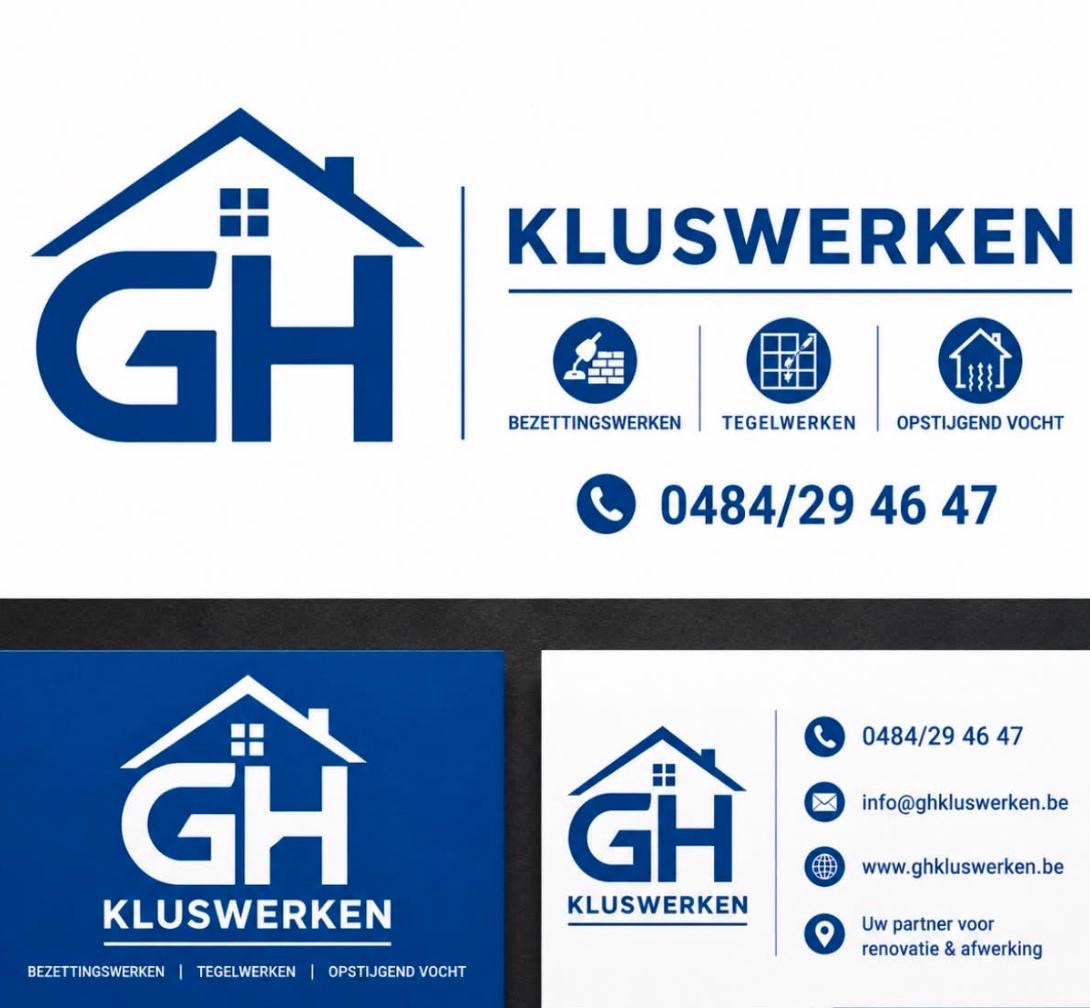 GH
KLUSWERKEN
BEZETTINGSWERKEN
TEGELWERKEN
OPSTIJGEND VOCHT
0484/29 46 47
GH
KLUSWERKEN
BEZETTINGSWERKEN | TEGELWERKEN | OPSTIJGEND VOCHT
GH
KLUSWERKEN
0484/29 46 47
info@ghkluswerken.be
www.ghkluswerken.be
Uw partner voor
renovatie & afwerking